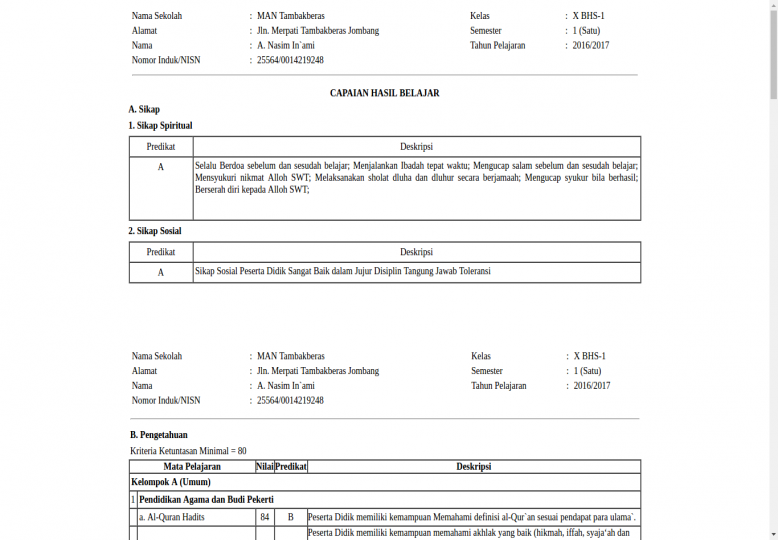 Nama Sekolah : MAN Tambakberas Kelas : X BHS-1
Alamat : Jln. Merpati Tambakberas Jombang Semester : 1 (Satu)
Nama : A. Nasim In`ami Tahun Pelajaran : 2016/2017
Nomor Induk/NISN : 25564/0014219248
CAPAIAN HASIL BELAJAR
A. Sikap
1. Sikap Spiritual
Predikat Deskripsi
A Selalu Berdoa sebelum dan sesudah belajar; Menjalankan Ibadah tepat waktu; Mengucap salam sebelum dan sesudah belajar;
Mensyukuri nikmat Alloh SWT; Melaksanakan sholat dluha dan dluhur secara berjamaah; Mengucap syukur bila berhasil;
Berserah diri kepada Alloh SWT;
2. Sikap Sosial
Predikat Deskripsi
A Sikap Sosial Peserta Didik Sangat Baik dalam Jujur Disiplin Tangung Jawab Toleransi
Nama Sekolah : MAN Tambakberas Kelas : X BHS-1
Alamat : Jln. Merpati Tambakberas Jombang Semester : 1 (Satu)
Nama : A. Nasim In`ami Tahun Pelajaran : 2016/2017
Nomor Induk/NISN : 25564/0014219248
B. Pengetahuan
Kriteria Ketuntasan Minimal = 80
Mata Pelajaran Nilai Predikat Deskripsi
Kelompok A (Umum)
1 Pendidikan Agama dan Budi Pekerti
a. Al-Quran Hadits 84 B Peserta Didik memiliki kemampuan Memahami definisi al-Qur`an sesuai pendapat para ulama`.
Peserta Didik memiliki kemampuan memahami akhlak yang baik (hikmah, iffah, syaja‘ah dan